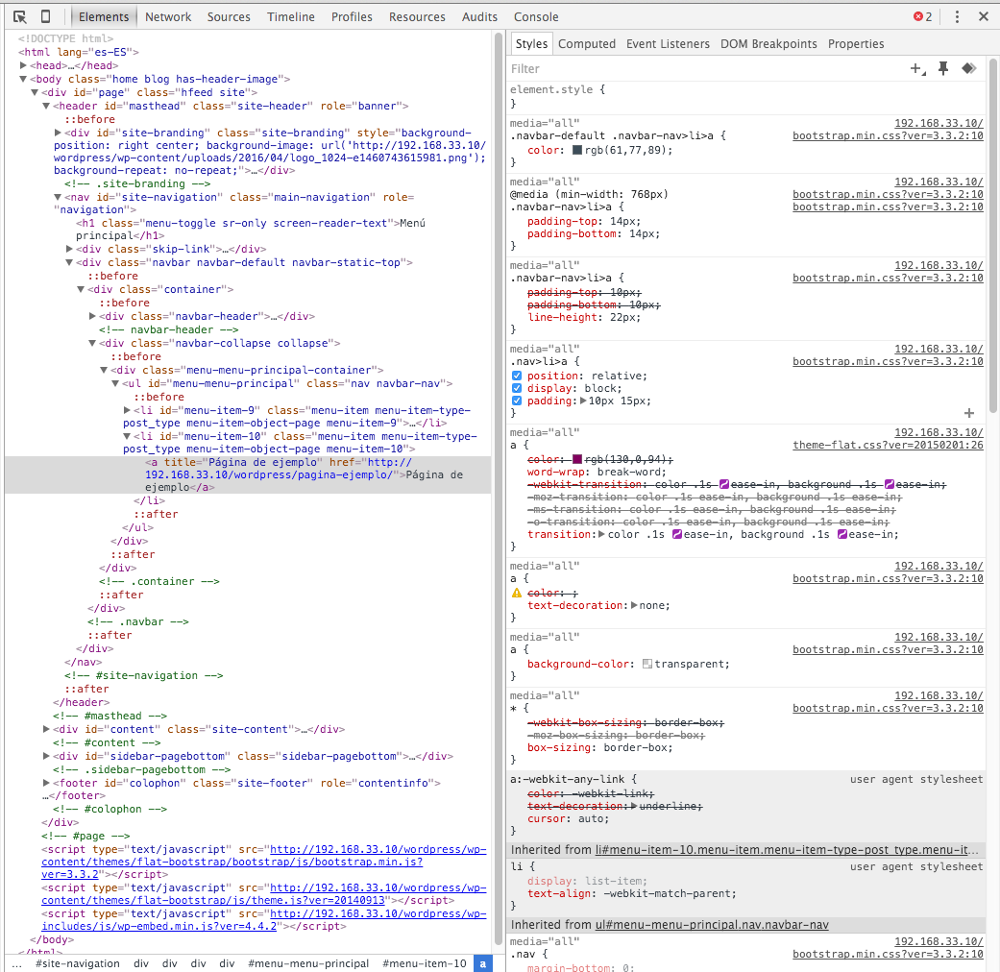 Elements Network Sources Timeline Profiles Resources Audits Console 2
<!DOCTYPE html>
<html lang="es-ES">
<head>…</head>
<body class="home blog has-header-image">
<div id="page" class="hfeed site">
<header id="masthead" class="site-header" role="banner">
::before
<div id="site-branding" class="site-branding" style="background-
position: right center; background-image: url('http://192.168.33.10/
wordpress/wp-content/uploads/2016/04/logo_1024-e1460743615981.png');
background-repeat: no-repeat;">…</div>
<!-- .site-branding -->
<nav id="site-navigation" class="main-navigation" role=
"navigation">
<h1 class="menu-toggle sr-only screen-reader-text">Menú
principal</h1>
<div class="skip-link">…</div>
<div class="navbar navbar-default navbar-static-top">
::before
<div class="container">
::before
<div class="navbar-header">…</div>
<!-- navbar-header -->
<div class="navbar-collapse collapse">
::before
<div class="menu-menu-principal-container">
<ul id="menu-menu-principal" class="nav navbar-nav">
::before
<li id="menu-item-9" class="menu-item menu-item-type-
post_type menu-item-object-page menu-item-9">…</li>
<li id="menu-item-10" class="menu-item menu-item-type-
post_type menu-item-object-page menu-item-10">
<a title="Página de ejemplo" href="http://
192.168.33.10/wordpress/pagina-ejemplo/">Página de
ejemplo</a>
</li>
::after
</ul>
</div>
::after
</div>
<!-- .container -->
::after
</div>
<!-- .navbar -->
::after
</div>
</nav>
<!-- #site-navigation -->
::after
</header>
<!-- #masthead -->
<div id="content" class="site-content">…</div>
<!-- #content -->
<div id="sidebar-pagebottom" class="sidebar-pagebottom">…</div>
<!-- .sidebar-pagebottom -->
<footer id="colophon" class="site-footer" role="contentinfo">
…</footer>
<!-- #colophon -->
</div>
<!-- #page -->
<script type="text/javascript" src="http://192.168.33.10/wordpress/wp-
content/themes/flat-bootstrap/bootstrap/js/bootstrap.min.js?
ver=3.3.2"></script>
<script type="text/javascript" src="http://192.168.33.10/wordpress/wp-
content/themes/flat-bootstrap/js/theme.js?ver=20140913"></script>
<script type="text/javascript" src="http://192.168.33.10/wordpress/wp-
includes/js/wp-embed.min.js?ver=4.4.2"></script>
</body>
</html>
... #site-navigation div div div div #menu-menu-principal #menu-item-10 a
Styles Computed Event Listeners DOM Breakpoints Properties
Filter
element.style {
}
media="all" 192.168.33.10/
.navbar-default .navbar-nav>li>a { bootstrap.min.css?ver=3.3.2:10
color: rgb(61,77,89);
}
media="all" 192.168.33.10/
@media (min-width: 768px) bootstrap.min.css?ver=3.3.2:10
.navbar-nav>li>a { bootstrap.min.css?ver=3.3.2:10
padding-top: 14px;
padding-bottom: 14px;
}
media="all" 192.168.33.10/
.navbar-nav>li>a { bootstrap.min.css?ver=3.3.2:10
padding-top: 10px;
padding-bottom: 10px;
line-height: 22px;
}
media="all" 192.168.33.10/
.nav>li>a { bootstrap.min.css?ver=3.3.2:10
position: relative;
display: block;
padding: 10px 15px;
}
media="all" 192.168.33.10/
a { theme-flat.css?ver=20150201:26
color: rgb(130,0,94);
word-wrap: break-word;
-webkit-transition: color .1s ease-in, background .1s ease-in;
-moz-transition: color .1s ease-in, background .1s ease-in;
-ms-transition: color .1s ease-in, background .1s ease-in;
-o-transition: color .1s ease-in, background .1s ease-in;
transition: color .1s ease-in, background .1s ease-in;
}
media="all" 192.168.33.10/
a { bootstrap.min.css?ver=3.3.2:10
color: ;
text-decoration: none;
}
media="all" 192.168.33.10/
a { bootstrap.min.css?ver=3.3.2:10
background-color: transparent;
}
media="all" 192.168.33.10/
* { bootstrap.min.css?ver=3.3.2:10
-webkit-box-sizing: border-box;
-moz-box-sizing: border-box;
box-sizing: border-box;
}
a:-webkit-any-link { user agent stylesheet
color: -webkit-link;
text-decoration: underline;
cursor: auto;
}
Inherited from li#menu-item-10.menu-item.menu-item-type-post_type.menu-it…
li { user agent stylesheet
display: list-item;
text-align: -webkit-match-parent;
}
Inherited from ul#menu-menu-principal.nav.navbar-nav
media="all" 192.168.33.10/
.nav { bootstrap.min.css?ver=3.3.2:10
margin-bottom: 0;